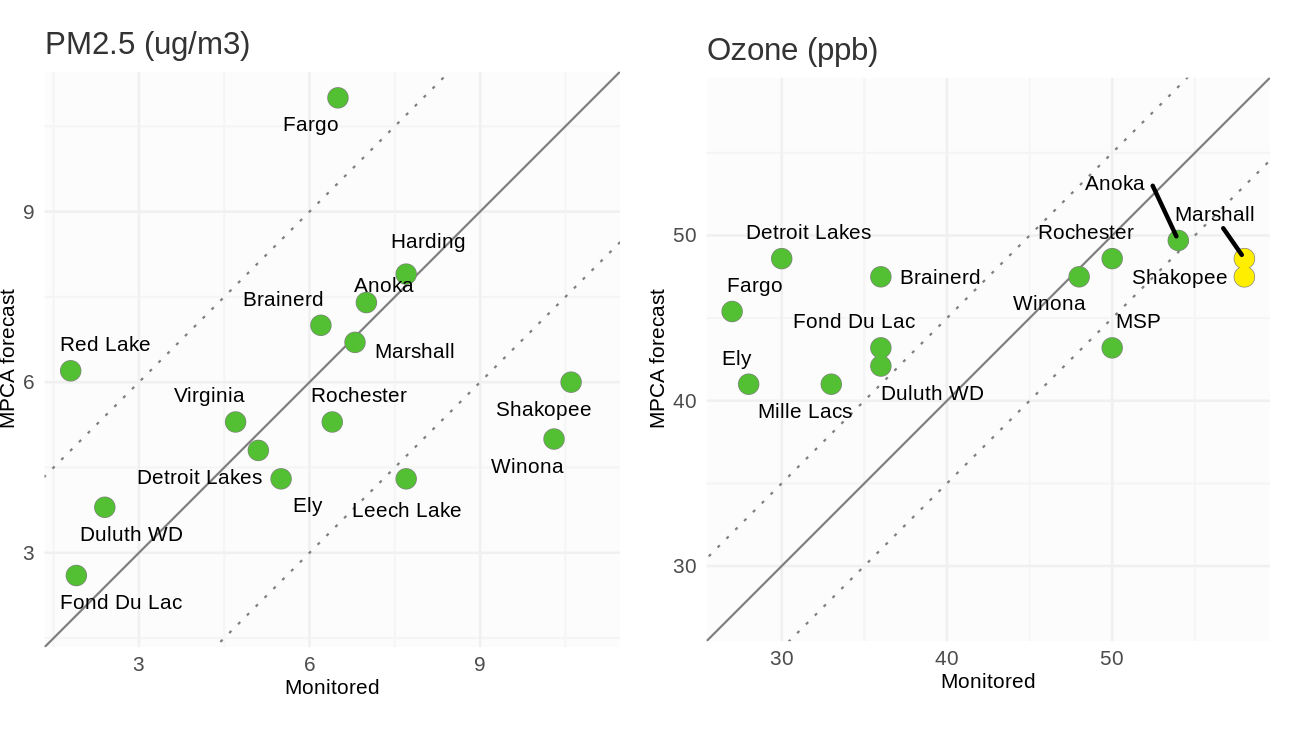 PM2.5 (ug/m3)
Fargo
9
Harding
Anoka
Brainerd
Red Lake
Marshall
6
Virginia
Rochester
Shakopee
Winona
Detroit Lakes
Ely
Leech Lake
Duluth WD
3
Fond Du Lac
MPCA forecast
3 6 9
Monitored
Ozone (ppb)
Anoka
Marshall
50
Detroit Lakes
Rochester
Brainerd
Shakopee
Fargo
Winona
Fond Du Lac
MSP
Ely
40
Duluth WD
Mille Lacs
30
MPCA forecast
30 40 50
Monitored